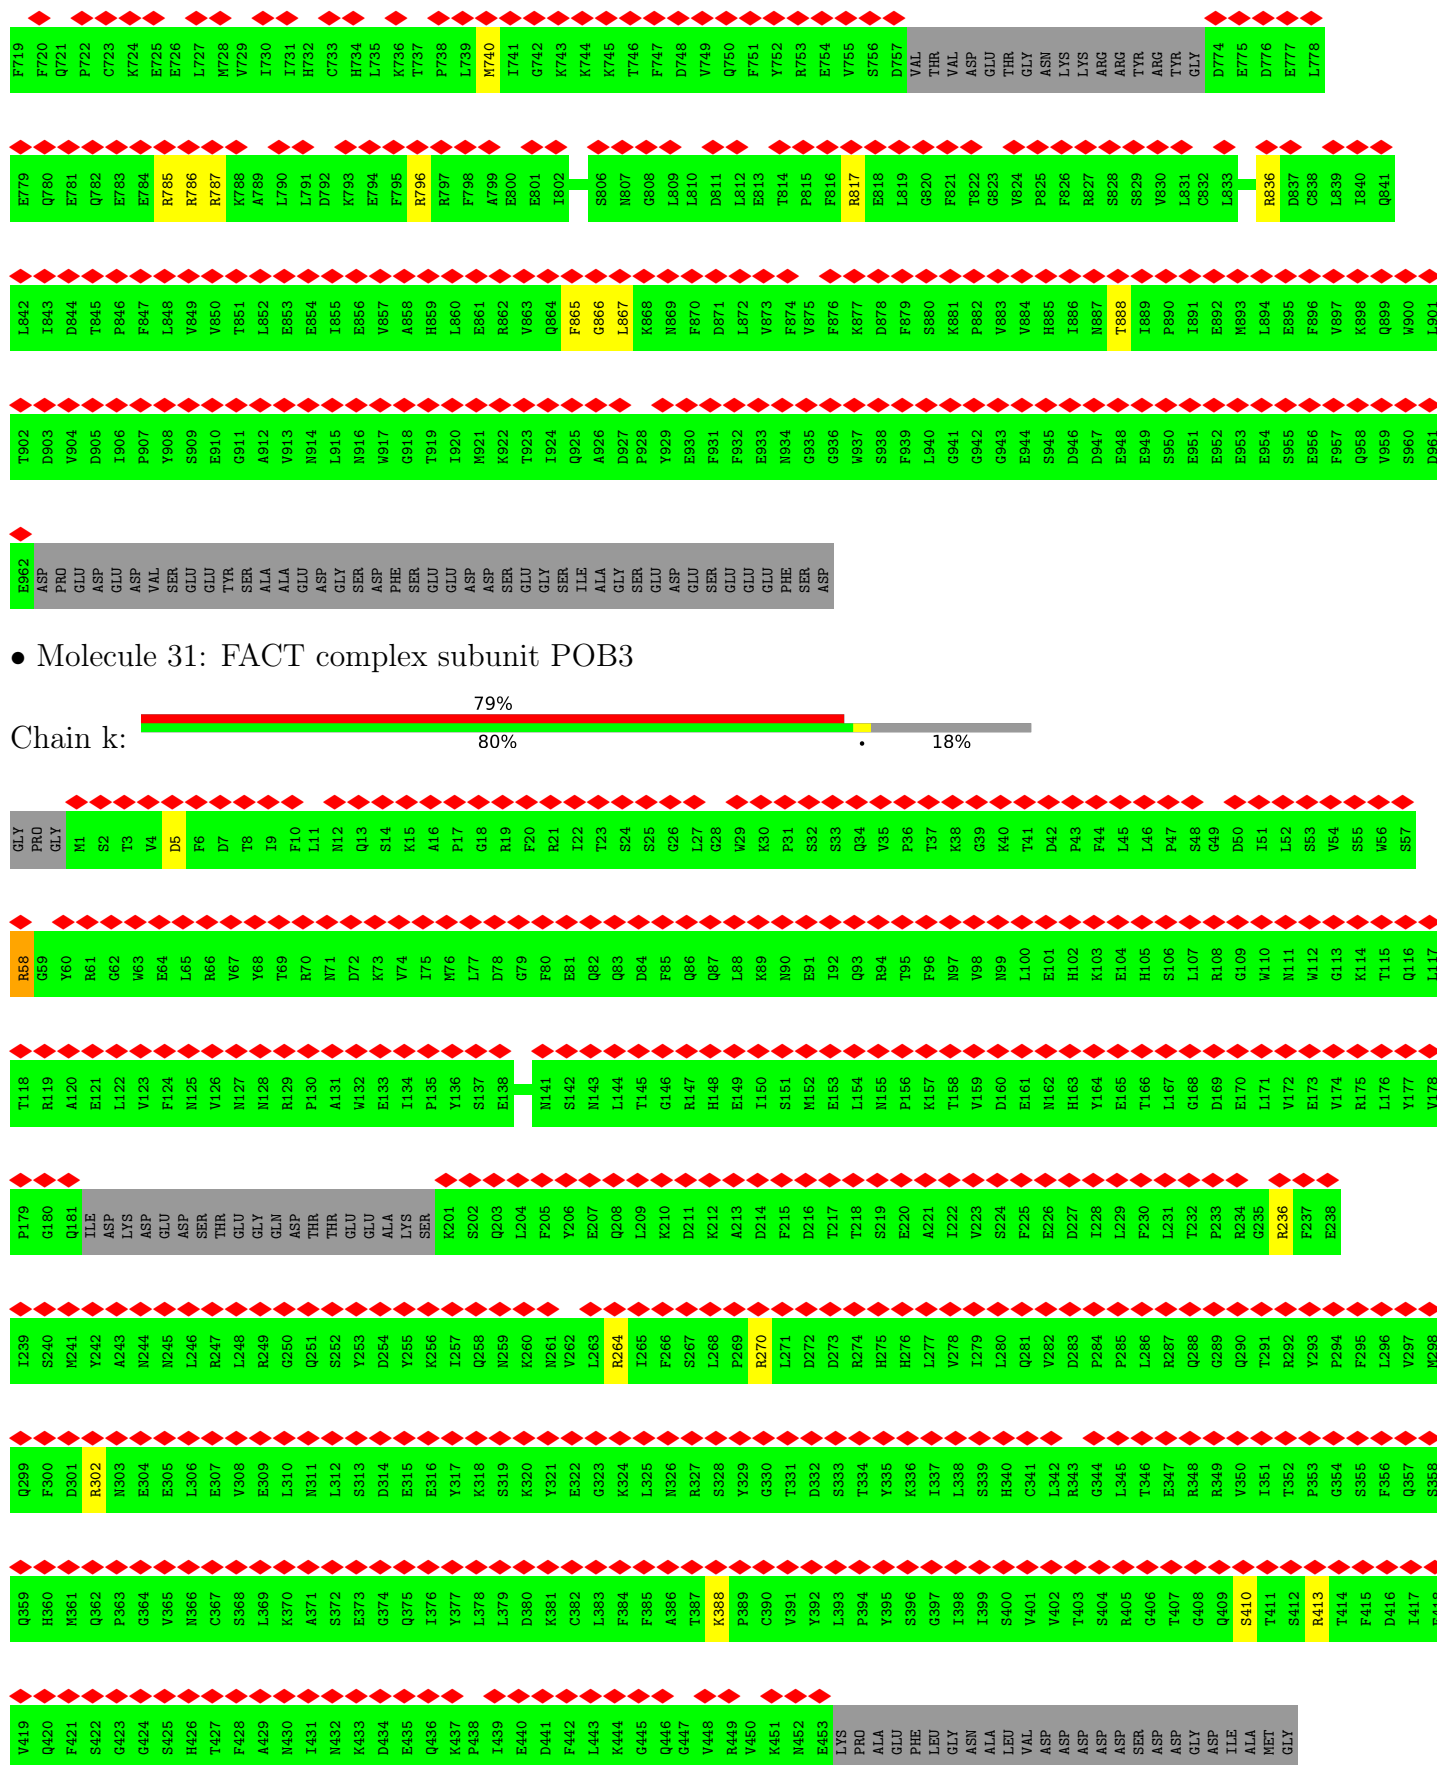 F719 F720 Q721 P722 C723 K724 E725 E726 L727 M728 V729 I730 I731 H732 C733 H734 L735 K736 T737 P738 L739 M740 I741 G742 K743 K744 K745 T746 F747 D748 V749 Q750 F751 Y752 R753 E754 V755 S756 D757 VAL THR VAL ASP GLU THR GLY ASN LYS LYS ARG ARG TYR ARG TYR GLY D774 E775 D776 E777 L778
E779 Q780 E781 Q782 E783 E784 R785 R786 R787 K788 A789 L790 L791 D792 K793 E794 F795 R796 R797 F798 A799 E800 E801 I802 S806 N807 G808 L809 L810 D811 L812 E813 T814 P815 F816 R817 E818 L819 G820 F821 T822 G823 V824 P825 F826 R827 S828 S829 V830 L831 C832 L833 R836 D837 C838 L839 I840 Q841
L842 I843 D844 T845 P846 F847 L848 V849 V850 T851 L852 E853 E854 I855 E856 V857 A858 H859 L860 E861 R862 V863 Q864 F865 G866 L867 K868 N869 F870 D871 L872 V873 F874 V875 F876 K877 D878 F879 S880 K881 P882 V883 V884 H885 I886 N887 T888 I889 P890 I891 E892 M893 L894 E895 F896 V897 K898 Q899 W900 L901
T902 D903 V904 D905 I906 P907 Y908 S909 E910 G911 A912 V913 N914 L915 N916 W917 G918 T919 I920 M921 K922 T923 I924 Q925 A926 D927 P928 Y929 E930 F931 F932 E933 N934 G935 G936 W937 S938 F939 L940 G941 G942 G943 E944 S945 D946 D947 E948 E949 S950 E951 E952 E953 E954 S955 E956 F957 Q958 V959 S960 D961
E962 ASP PRO GLU ASP GLU ASP VAL SER GLU GLU TYR SER ALA ALA GLU ASP GLY SER ASP PHE SER GLU GLU ASP ASP SER GLU GLY SER ILE ALA GLY SER GLU ASP GLU SER GLU GLU GLU PHE SER ASP
• Molecule 31: FACT complex subunit POB3
79%
Chain k:
80% • 18%
GLY PRO GLY M1 S2 T3 V4 D5 F6 D7 T8 I9 F10 L11 N12 Q13 S14 K15 A16 P17 G18 R19 F20 R21 I22 T23 S24 S25 G26 L27 G28 W29 K30 P31 S32 S33 Q34 V35 P36 T37 K38 G39 K40 T41 D42 P43 F44 L45 L46 P47 S48 G49 D50 I51 L52 S53 V54 S55 W56 S57
R58 G59 Y60 R61 G62 W63 E64 L65 R66 V67 Y68 T69 R70 N71 D72 K73 V74 I75 M76 L77 D78 G79 F80 E81 Q82 Q83 D84 F85 Q86 Q87 L88 K89 N90 E91 I92 Q93 R94 T95 F96 N97 V98 N99 L100 E101 H102 K103 E104 H105 S106 L107 R108 G109 W110 N111 W112 G113 K114 T115 Q116 L117
T118 R119 A120 E121 L122 V123 F124 N125 V126 N127 N128 R129 P130 A131 W132 E133 I134 P135 Y136 S137 E138 N141 S142 N143 L144 T145 G146 R147 H148 E149 I150 S151 M152 E153 L154 N155 P156 K157 T158 V159 D160 E161 N162 H163 Y164 E165 T166 L167 G168 D169 E170 L171 V172 E173 V174 R175 L176 Y177 V178
P179 G180 Q181 ILE ASP LYS ASP GLU ASP SER THR GLU GLY GLN ASP THR THR GLU GLU ALA LYS SER K201 S202 Q203 L204 F205 Y206 E207 Q208 L209 K210 D211 K212 A213 D214 F215 D216 T217 T218 S219 E220 A221 I222 V223 S224 F225 E226 D227 I228 L229 F230 L231 T232 P233 R234 G235 R236 F237 E238
I239 S240 M241 Y242 A243 N244 N245 L246 R247 L248 R249 G250 Q251 S252 Y253 D254 Y255 K256 I257 Q258 N259 K260 N261 V262 L263 R264 I265 F266 S267 L268 P269 R270 L271 D272 D273 R274 H275 H276 L277 V278 I279 L280 Q281 V282 D283 P284 P285 L286 R287 Q288 G289 Q290 T291 R292 Y293 P294 F295 L296 V297 M298
Q299 F300 D301 R302 N303 E304 E305 L306 E307 V308 E309 L310 N311 L312 S313 D314 E315 E316 Y317 K318 S319 K320 Y321 E322 G323 K324 L325 N326 R327 S328 Y329 G330 T331 D332 S333 T334 Y335 K336 I337 L338 S339 H340 C341 L342 R343 G344 L345 T346 E347 R348 R349 V350 I351 T352 P353 G354 S355 F356 Q357 S358
Q359 H360 M361 Q362 P363 G364 V365 N366 C367 S368 L369 K370 A371 S372 E373 G374 Q375 I376 Y377 L378 L379 D380 K381 C382 L383 F384 F385 A386 T387 K388 P389 C390 V391 Y392 L393 P394 Y395 S396 G397 I398 I399 S400 V401 V402 T403 S404 R405 G406 T407 G408 Q409 S410 T411 S412 R413 T414 F415 D416 I417 E418
V419 Q420 F421 S422 G423 G424 S425 H426 T427 F428 A429 N430 I431 N432 K433 D434 E435 Q436 K437 P438 I439 E440 D441 F442 L443 K444 G445 Q446 G447 V448 R449 V450 K451 N452 E453 LYS PRO ALA GLU PHE LEU GLY ASN ALA LEU VAL ASP ASP ASP ASP ASP SER ASP ASP GLY ASP ILE ALA MET GLY